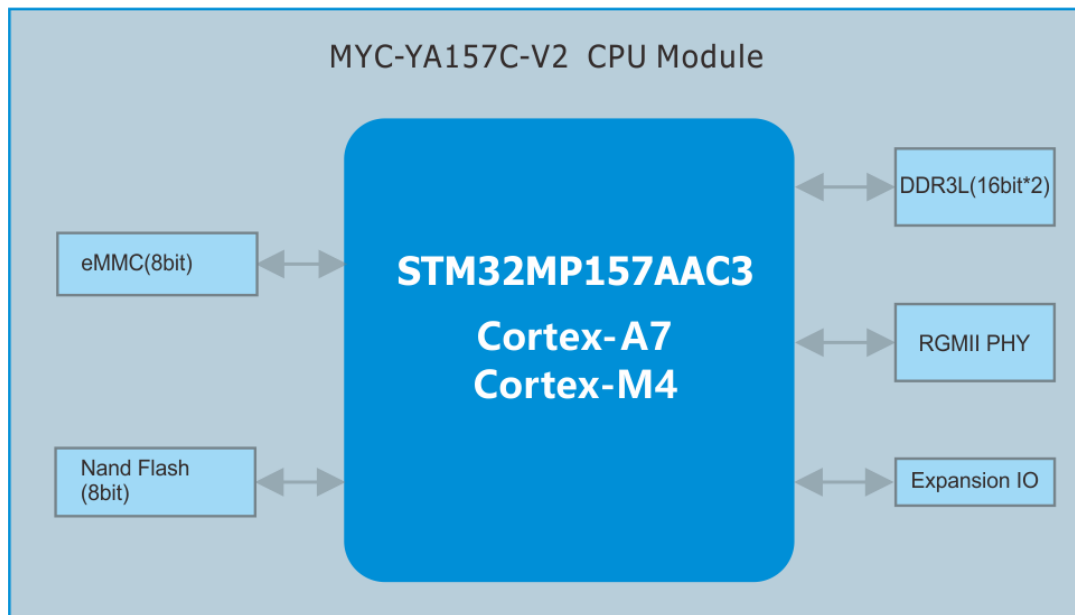 MYC-YA157C-V2 CPU Module
eMMC(8bit)
Nand Flash
(8bit)
STM32MP157AAC3
Cortex-A7
Cortex-M4
DDR3L(16bit*2)
RGMII PHY
Expansion IO